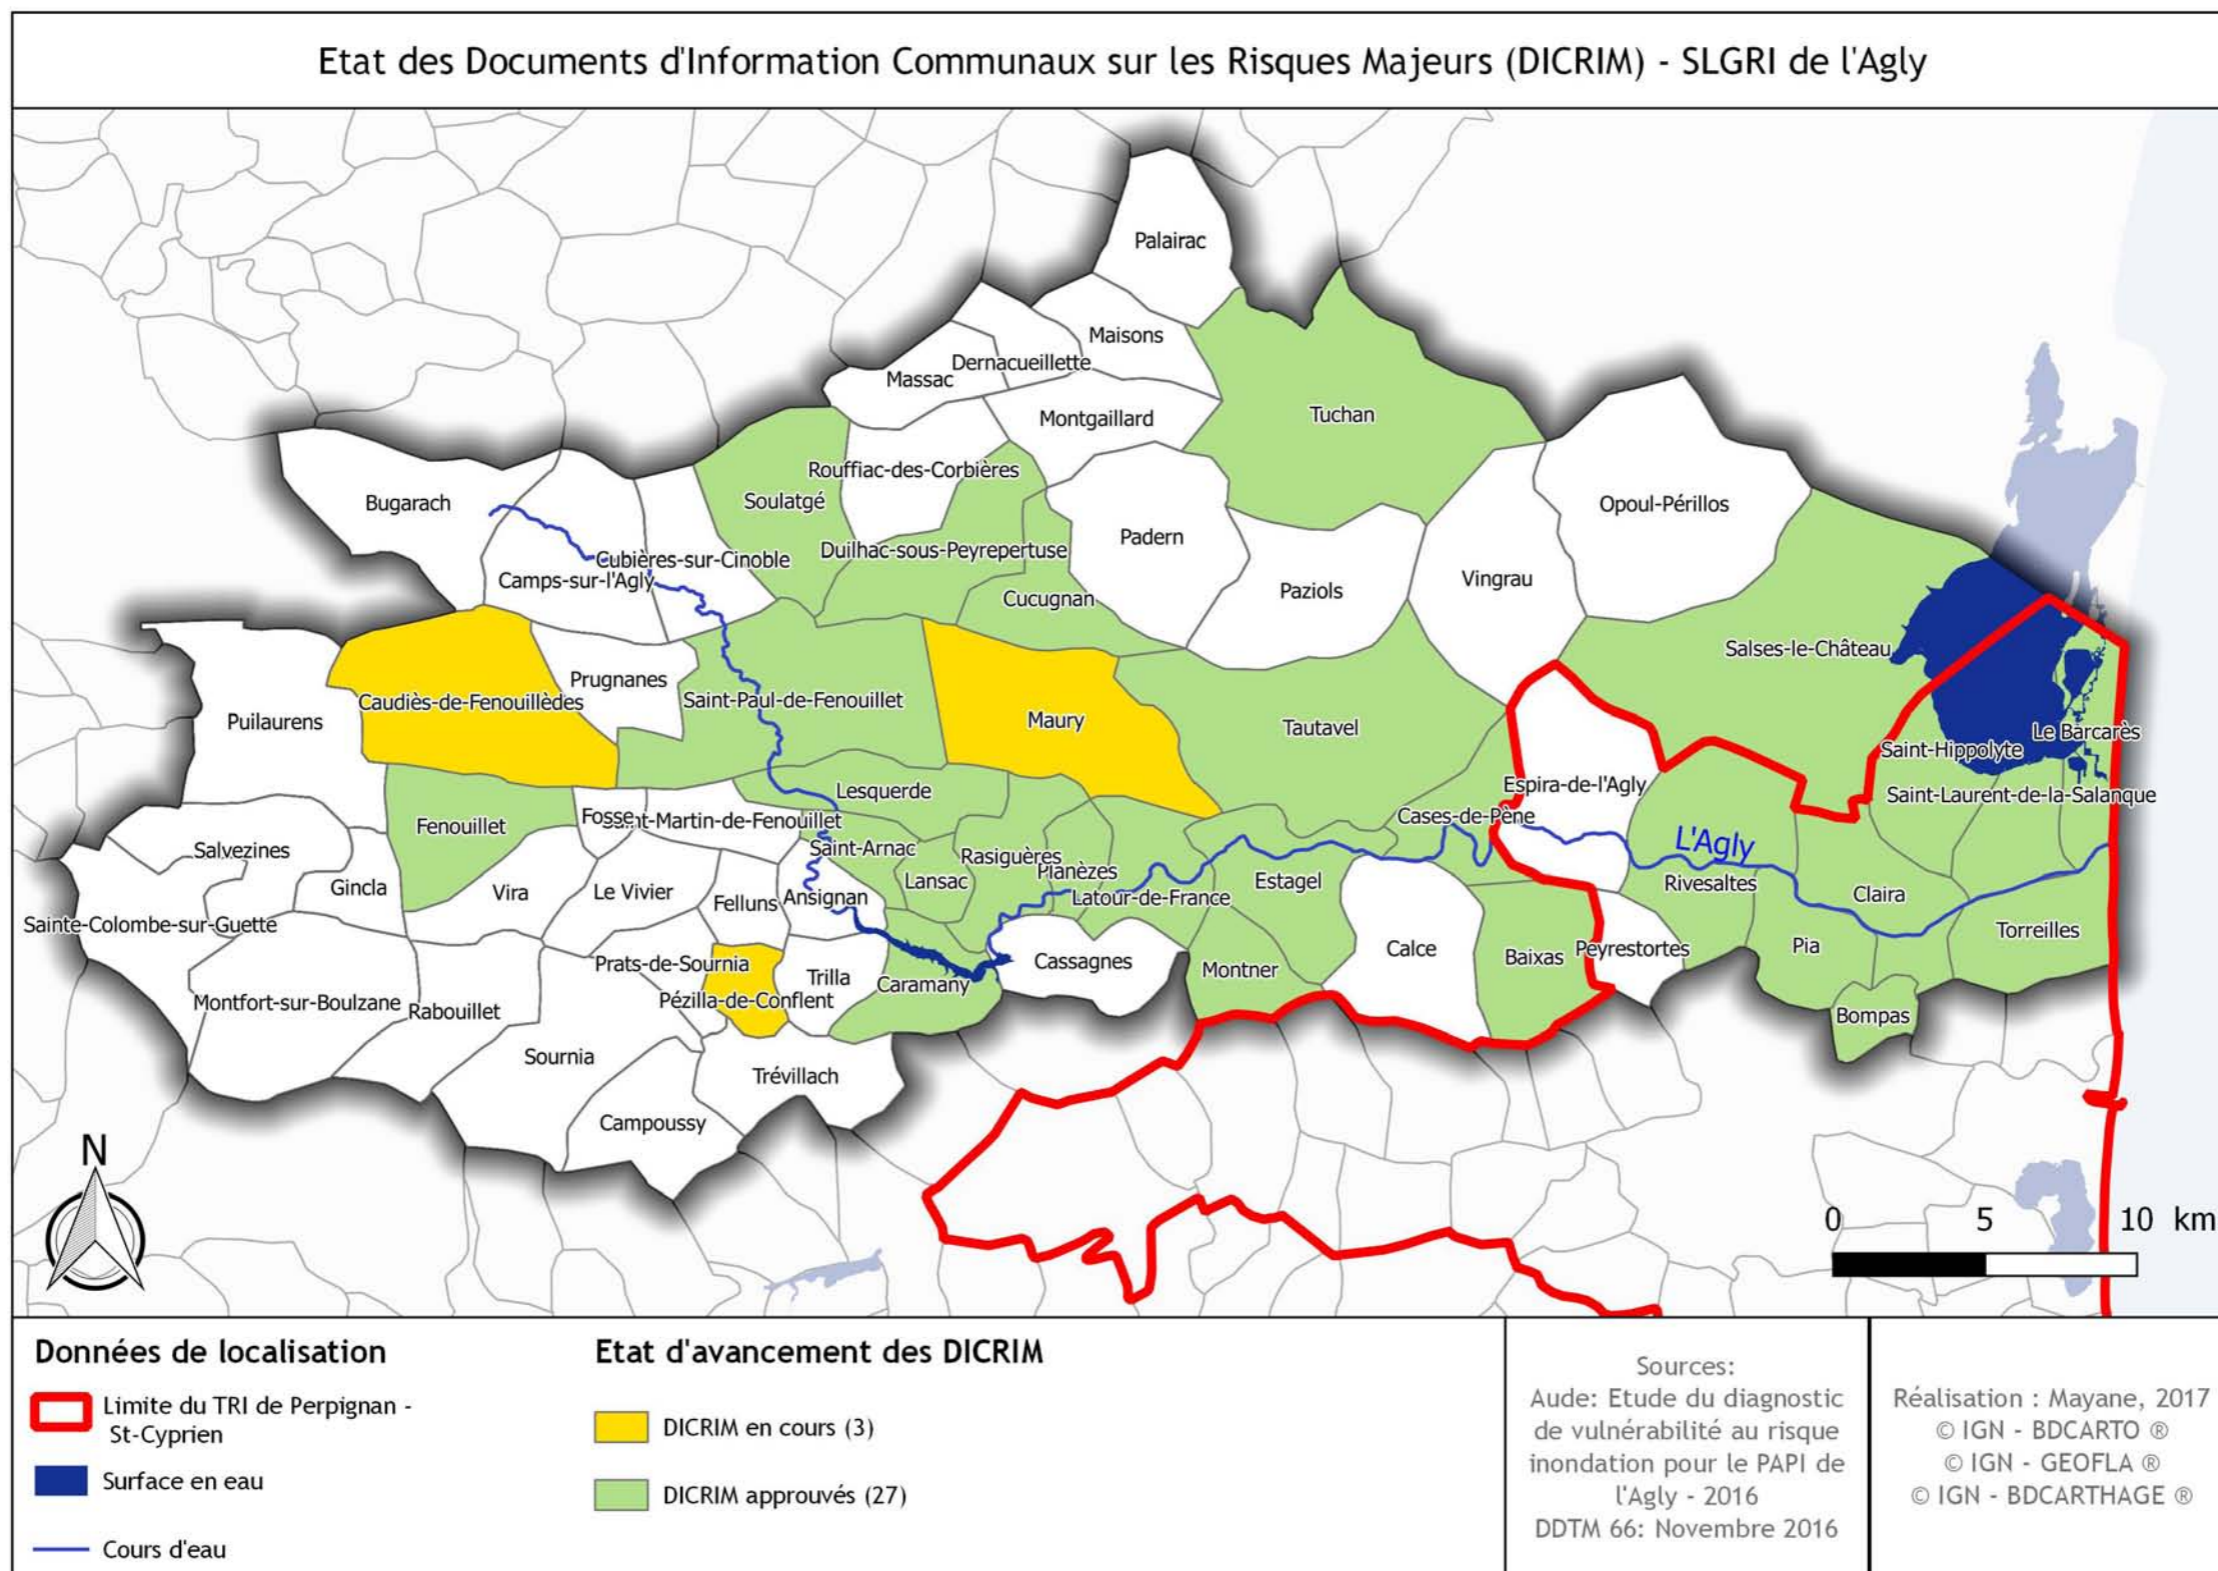 Etat des Documents d'Information Communaux sur les Risques Majeurs (DICRIM) - SLGRI de l'Agly
Palairac
Maisons
Dernacueillette
Massac
Montgaillard
Tuchan
Rouffiac-des-Corbières
Bugarach
Soulatgé
Opoul-Périllos
Padern
Duilhac-sous-Peyrepertuse
Cubières-sur-Cinoble
Camps-sur-l'Agly
Vingrau
Paziols
Cucugnan
Salses-le-Château
Prugnanes
Caudiès-de-Fenouillèdes
Saint-Paul-de-Fenouillet
Puilaurens
Maury
Tautavel
Le Barcarès
Saint-Hippolyte
Espira-de-l'Agly
Lesquerde
Saint-Laurent-de-la-Salanque
Cases-de-Pène
Fosse
Saint-Martin-de-Fenouillet
Fenouillet
L'Agly
Saint-Arnac
Salvezines
Rasiguères
Planèzes
Lansac
Estagel
Rivesaltes
Gincla
Vira
Le Vivier
Felluns
Ansignan
Latour-de-France
Claira
Sainte-Colombe-sur-Guette
Torreilles
Pia
Calce
Peyrestortes
Baixas
Cassagnes
Prats-de-Sournia
Montner
Trilla
Caramany
Pézilla-de-Conflent
Montfort-sur-Boulzane
Rabouillet
Bompas
Sournia
Trévillach
Campoussy
N
0 5 10 km
Données de localisation
Limite du TRI de Perpignan -
St-Cyprien
Surface en eau
Cours d'eau
Etat d'avancement des DICRIM
DICRIM en cours (3)
DICRIM approuvés (27)
Sources:
Aude: Etude du diagnostic
de vulnérabilité au risque
inondation pour le PAPI de
l'Agly - 2016
DDTM 66: Novembre 2016
Réalisation : Mayane, 2017
© IGN - BDCARTO ®
© IGN - GEOFLA ®
© IGN - BDCARTHAGE ®